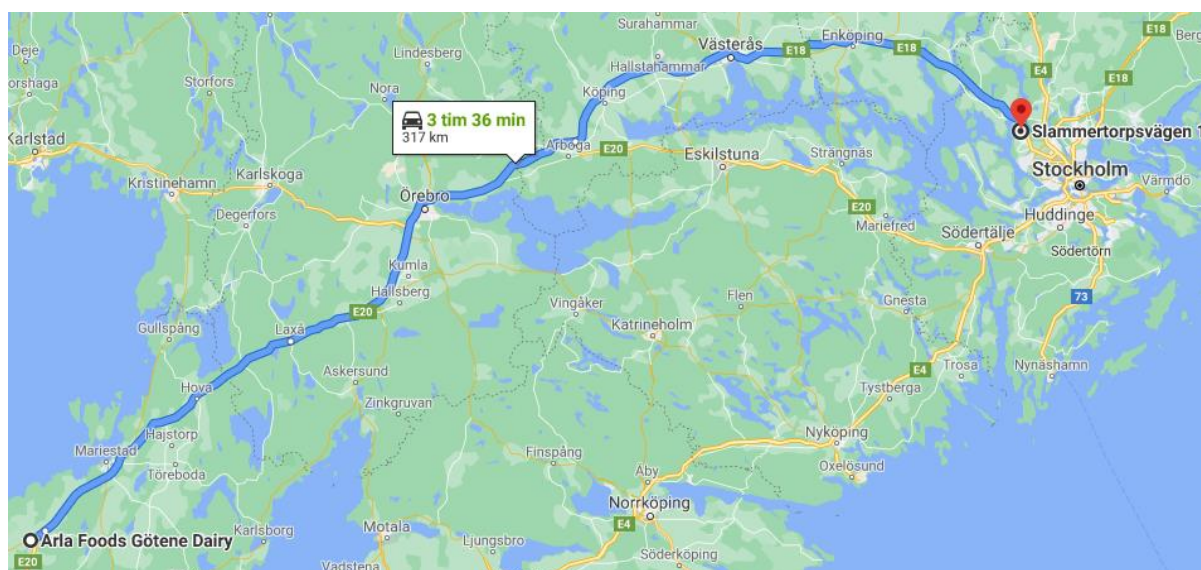 Surahammar
Enköping
E18
Berg
Deje
Lindesberg
Västerås
E18
E18
E4
E18
orshaga
Storfors
Hallstahammar
Nora
Köping
3 tim 36 min
317 km
Karlstad
Slammertorpsvägen 1
Arboga
E20
Eskilstuna
Strängnäs
Stockholm
Kristinehamn
Karlskoga
Värmdö
Örebro
E20
Mariefred
Huddinge
Degerfors
Södertälje
Södertörn
Kumla
Hallsberg
73
Vingåker
Flen
Gnesta
E20
Gullspång
Laxå
Katrineholm
Trosa
Nynäshamn
Askersund
E4
Hova
Tystberga
Zinkgruvan
Hajstorp
Nyköping
Mariestad
Finspång
Töreboda
Åby
Oxelösund
Norrköping
Arla Foods Götene Dairy
Karlsborg
Motala
E4
Ljungsbro
Söderköping
E20
Vadstena